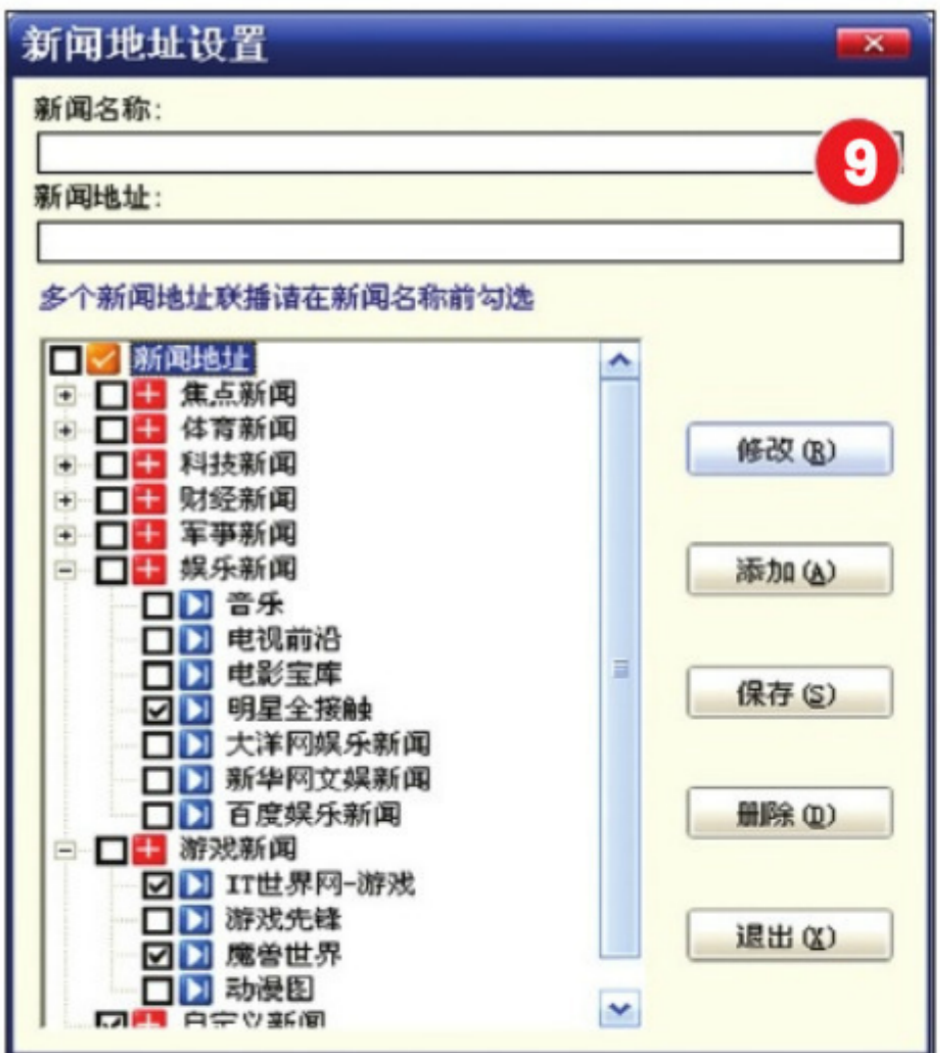 新闻地址设置
新闻名称:
9
新闻地址:
多个新闻地址联播请在新闻名称前勾选
新闻地址
焦点新闻
体育新闻
科技新闻
财经新闻
军事新闻
娱乐新闻
音乐
电视前沿
电影宝库
明星全接触
大洋网娱乐新闻
新华网文娱新闻
百度娱乐新闻
游戏新闻
IT世界网-游戏
游戏先锋
魔兽世界
动漫图
自定义新闻
修改(R)
添加(A)
保存(S)
删除(D)
退出(X)